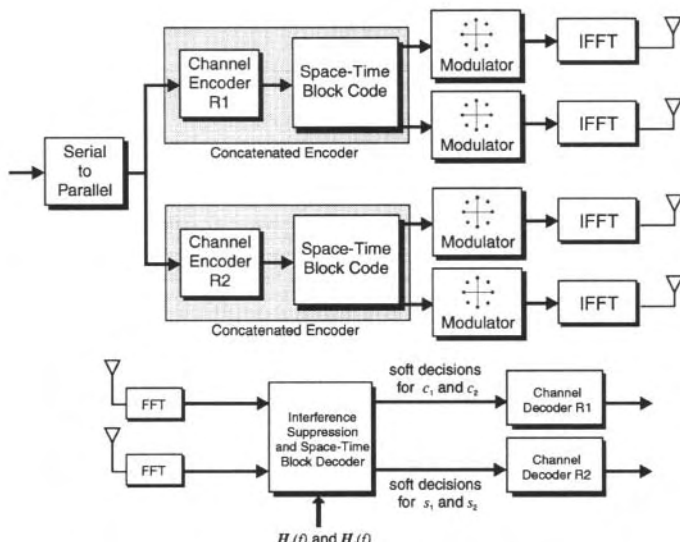 Channel
Encoder
R1
Space-Time
Block Code
Concatenated Encoder
Modulator
IFFT
Modulator
IFFT
Serial
to
Parallel
Channel
Encoder
R2
Space-Time
Block Code
Concatenated Encoder
Modulator
IFFT
Modulator
IFFT
FFT
FFT
Interference
Suppression
and Space-Time
Block Decoder
soft decisions
for c₁ and c₂
Channel
Decoder R1
soft decisions
for s₁ and s₂
Channel
Decoder R2